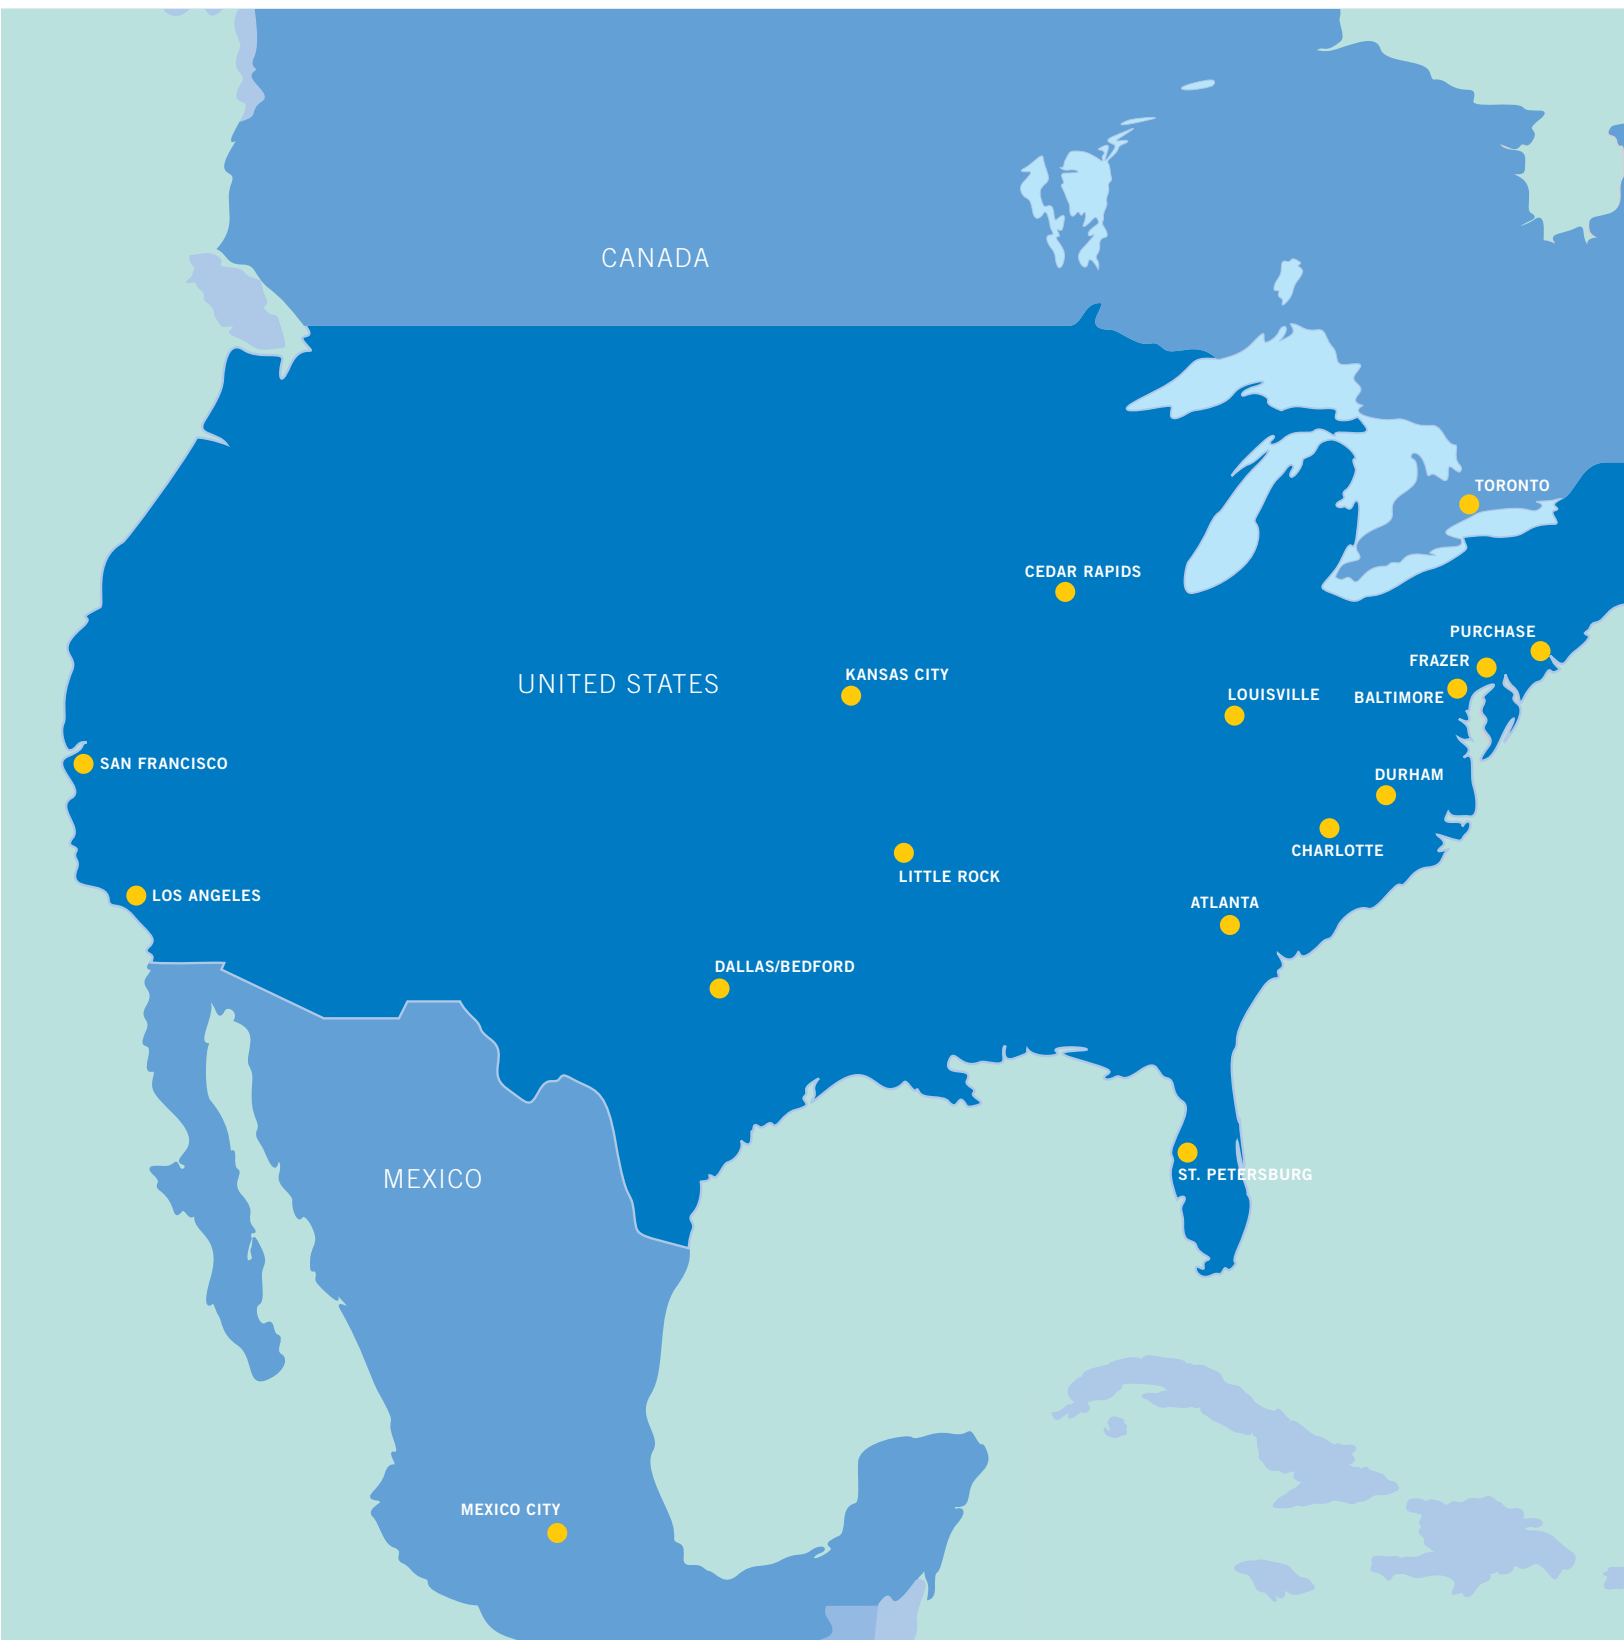 CANADA
TORONTO
CEDAR RAPIDS
PURCHASE
FRAZER
KANSAS CITY
UNITED STATES
LOUISVILLE
BALTIMORE
SAN FRANCISCO
DURHAM
CHARLOTTE
LITTLE ROCK
LOS ANGELES
ATLANTA
DALLAS/BEDFORD
ST. PETERSBURG
MEXICO
MEXICO CITY